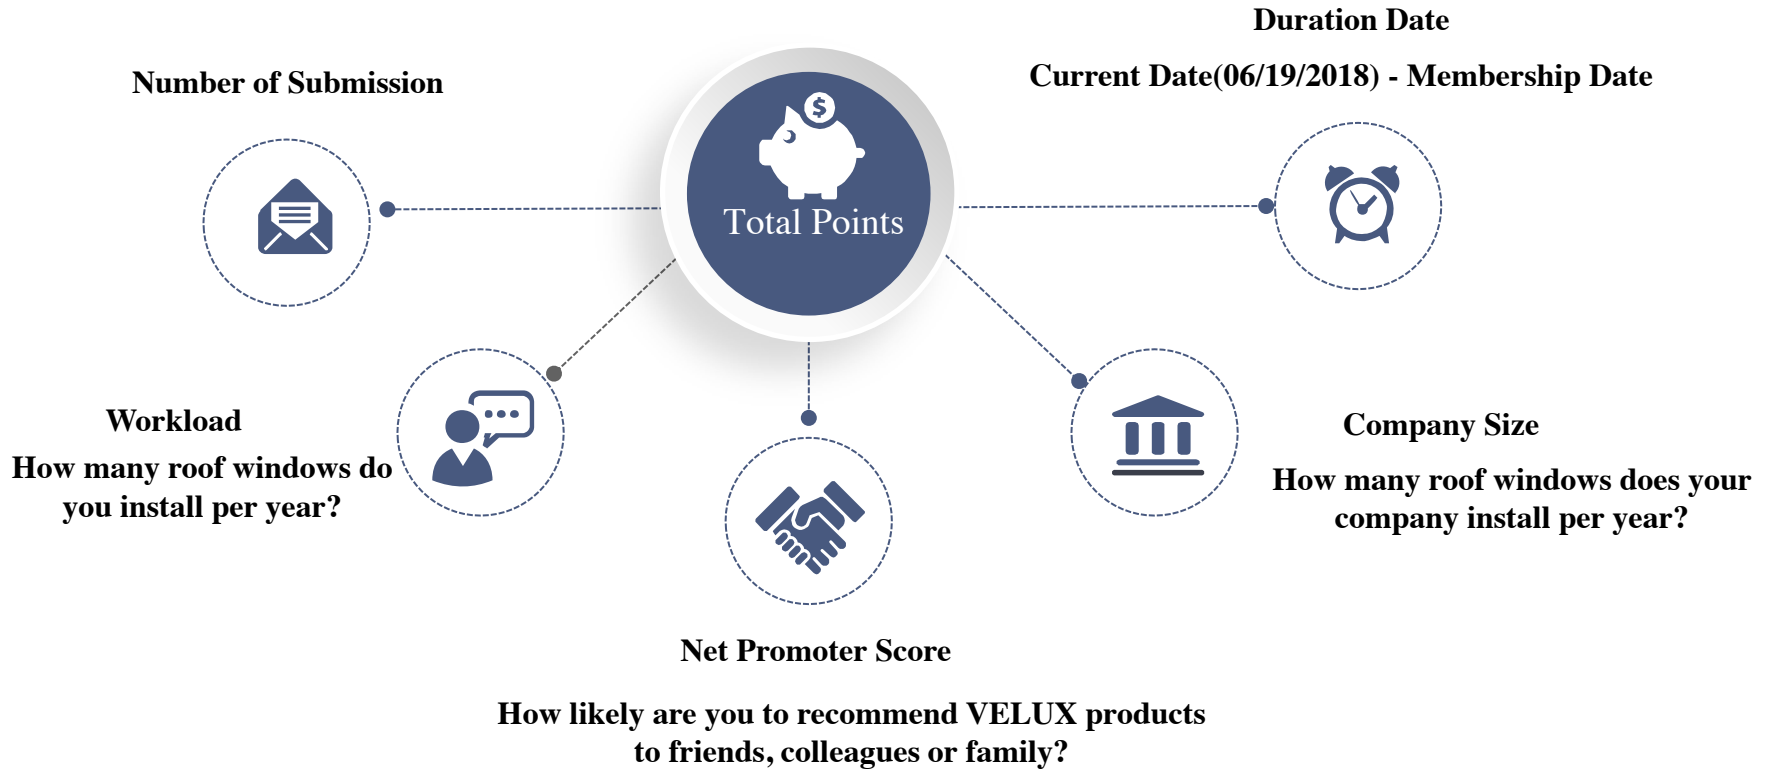 Duration Date
Current Date(06/19/2018) - Membership Date
Number of Submission
$
Total Points
Workload
How many roof windows do
you install per year?
Company Size
How many roof windows does your
company install per year?
Net Promoter Score
How likely are you to recommend VELUX products
to friends, colleagues or family?